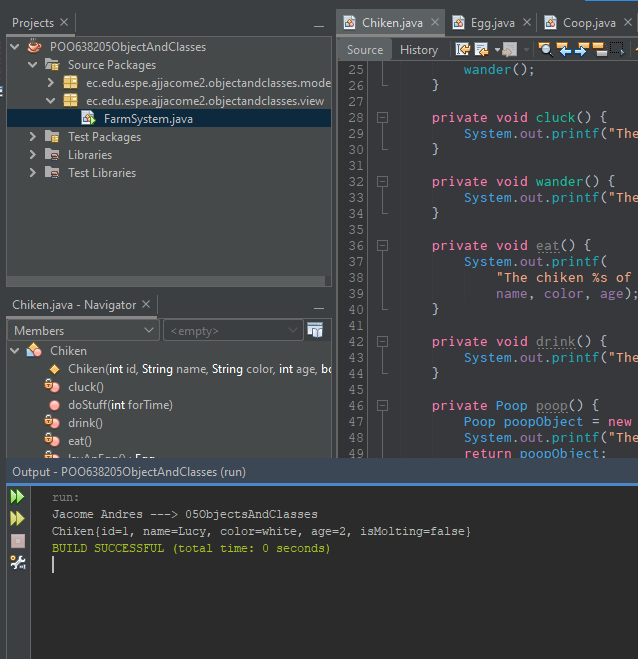 Projects
POO638205ObjectAndClasses
Source Packages
ec.edu.espe.ajjacome2.objectandclasses.mode
ec.edu.espe.ajjacome2.objectandclasses.view
FarmSystem.java
Test Packages
Libraries
Test Libraries
Chiken.java - Navigator
Members
<empty>
Chiken
Chiken(int id, String name, String color, int age, bo
cluck()
doStuff(int forTime)
drink()
eat()
Chiken.java
Egg.java
Coop.java
Source
History
25 wander();
26 }
27
28 private void cluck() {
29 System.out.printf("The
30 }
31
32 private void wander() {
33 System.out.printf("The
34 }
35
36 private void eat() {
37 System.out.printf(
38 "The chiken %s of
39 name, color, age);
40 }
41
42 private void drink() {
43 System.out.printf("The
44 }
45
46 private Poop poop() {
47 Poop poopObject = new
48 System.out.printf("The
49 return poopObject;
Output - POO638205ObjectAndClasses (run)
run:
Jacome Andres ---> 05ObjectsAndClasses
Chiken{id=1, name=Lucy, color=white, age=2, isMolting=false}
BUILD SUCCESSFUL (total time: 0 seconds)